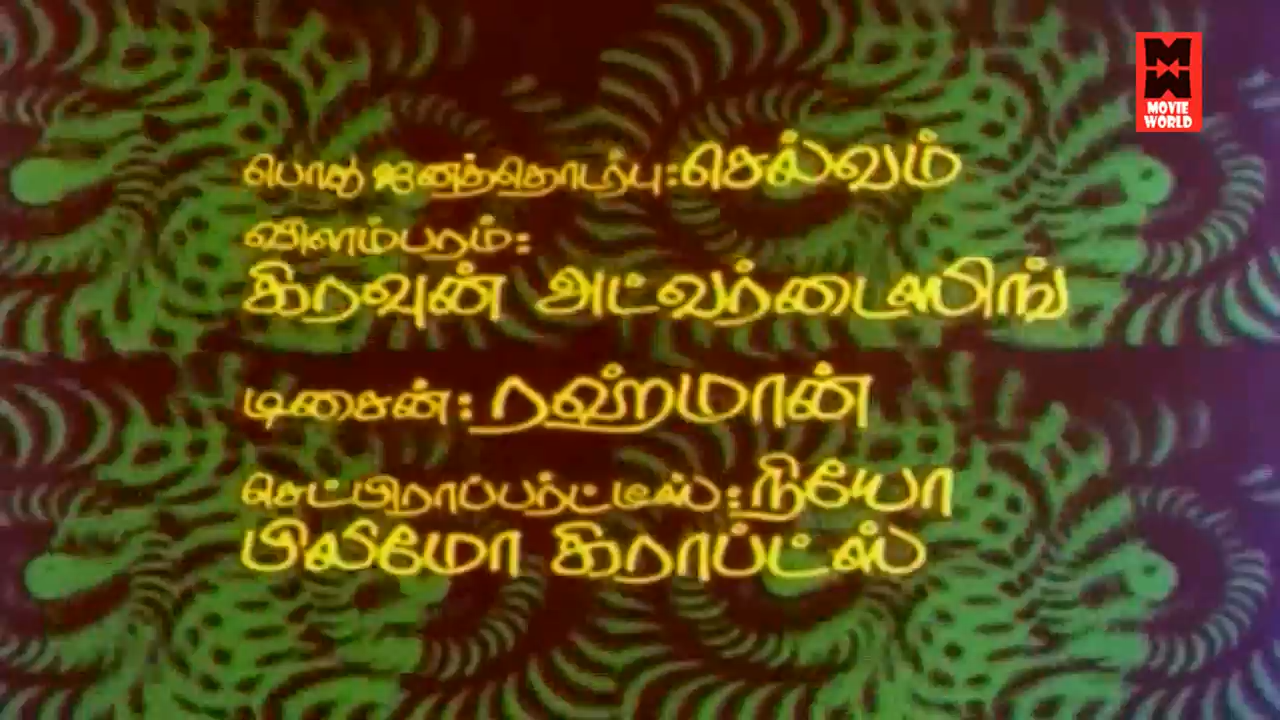 MOVIE
WORLD
பொது ஜனத்தொடர்பு:செல்வம்
விளம்பரம்:
கிரவுன் அட்வர்டைஸிங்
டிசைன்: ரஹ்மான்
செட்பிராப்பர்ட்டீஸ்:நியோ
பிலிமோ கிராப்ட்ஸ்